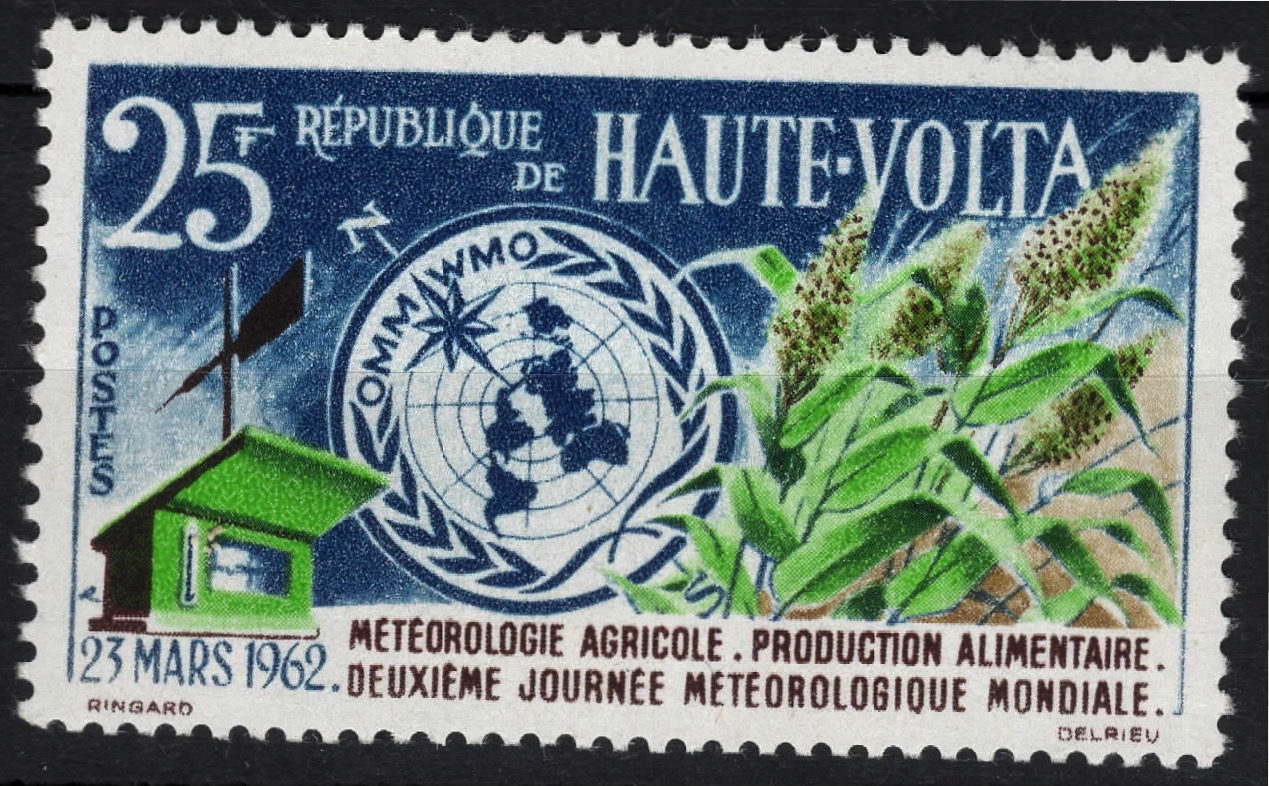 25F RÉPUBLIQUE
DE HAUTE-VOLTA
N
OMM WMO
POSTES
S
23 MARS 1962.
MÉTÉOROLOGIE AGRICOLE. PRODUCTION ALIMENTAIRE.
DEUXIÈME JOURNÉE MÉTÉOROLOGIQUE MONDIALE.
RINGARD
DELRIEU